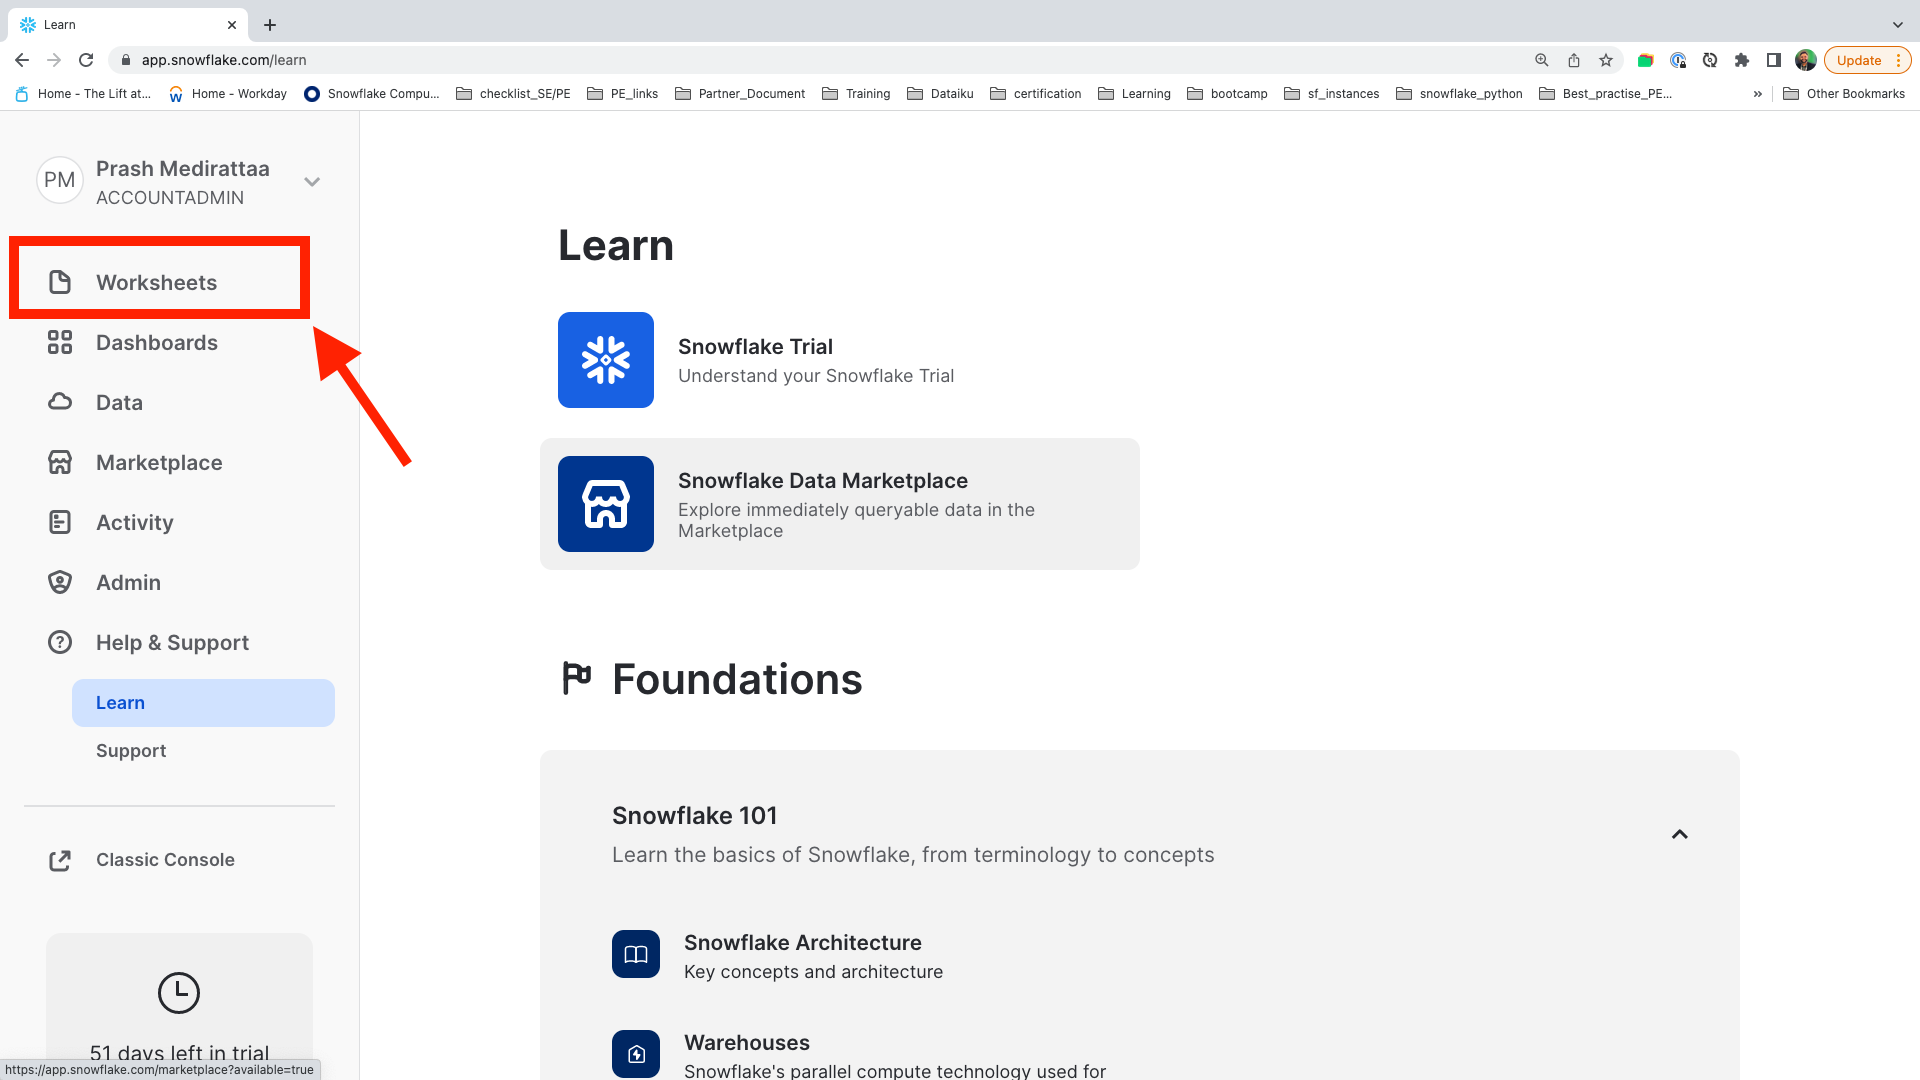 Learn
app.snowflake.com/learn
Update
Home - The Lift at...
Home - Workday
Snowflake Compu...
checklist_SE/PE
PE_links
Partner_Document
Training
Dataiku
certification
Learning
bootcamp
sf_instances
snowflake_python
Best_practise_PE...
»
Other Bookmarks
PM
Prash Medirattaa
ACCOUNTADMIN
Worksheets
Dashboards
Data
Marketplace
Activity
Admin
Help & Support
Learn
Support
Classic Console
51 days left in trial
https://app.snowflake.com/marketplace?available=true
Learn
Snowflake Trial
Understand your Snowflake Trial
Snowflake Data Marketplace
Explore immediately queryable data in the
Marketplace
Foundations
Snowflake 101
Learn the basics of Snowflake, from terminology to concepts
Snowflake Architecture
Key concepts and architecture
Warehouses
Snowflake's parallel compute technology used for